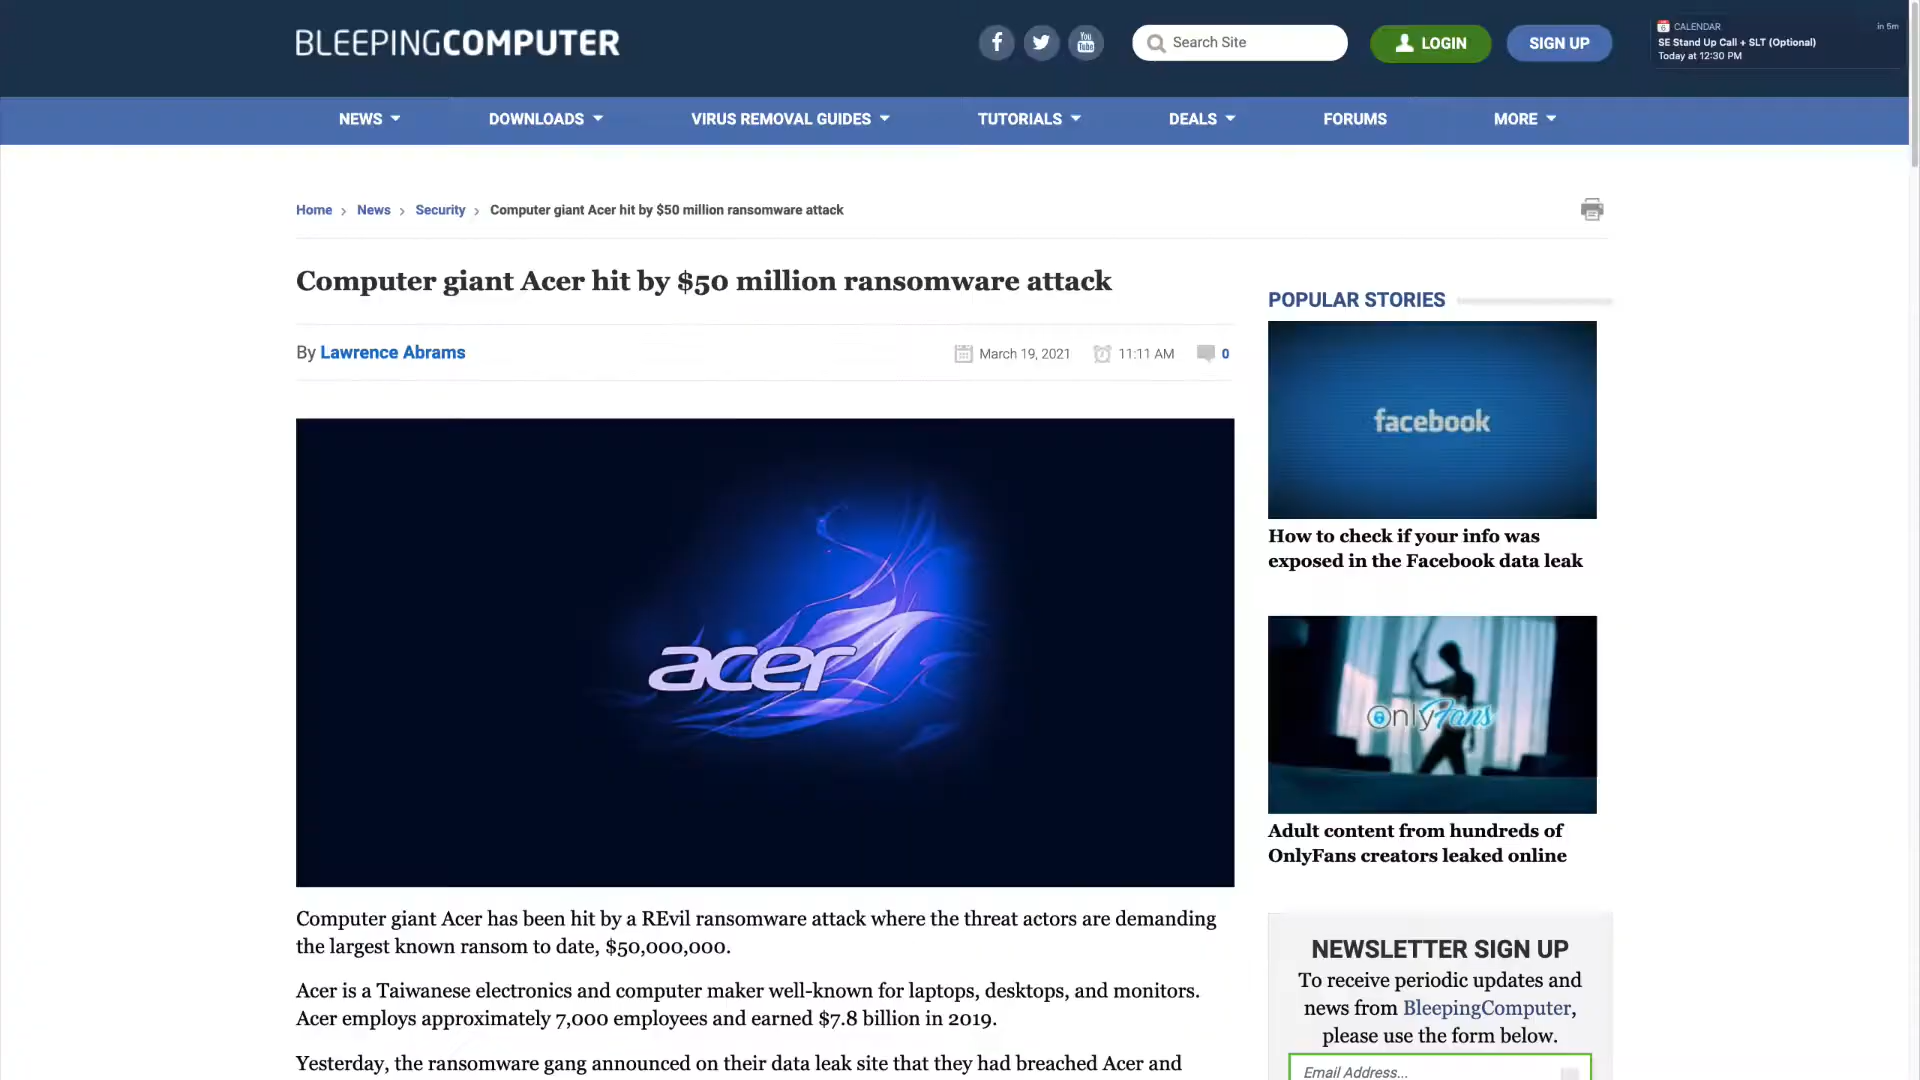 BLEEPINGCOMPUTER
f
You
Tube
Search Site
LOGIN
SIGN UP
CALENDAR
in 5m
SE Stand Up Call + SLT (Optional)
Today at 12:30 PM
NEWS
DOWNLOADS
VIRUS REMOVAL GUIDES
TUTORIALS
DEALS
FORUMS
MORE
Home › News › Security › Computer giant Acer hit by $50 million ransomware attack
Computer giant Acer hit by $50 million ransomware attack
By Lawrence Abrams
March 19, 2021
11:11 AM
0
acer
Computer giant Acer has been hit by a REvil ransomware attack where the threat actors are demanding
the largest known ransom to date, $50,000,000.
Acer is a Taiwanese electronics and computer maker well-known for laptops, desktops, and monitors.
Acer employs approximately 7,000 employees and earned $7.8 billion in 2019.
Yesterday, the ransomware gang announced on their data leak site that they had breached Acer and
POPULAR STORIES
facebook
How to check if your info was
exposed in the Facebook data leak
OnlyFans
Adult content from hundreds of
OnlyFans creators leaked online
NEWSLETTER SIGN UP
To receive periodic updates and
news from BleepingComputer,
please use the form below.
Email Address...